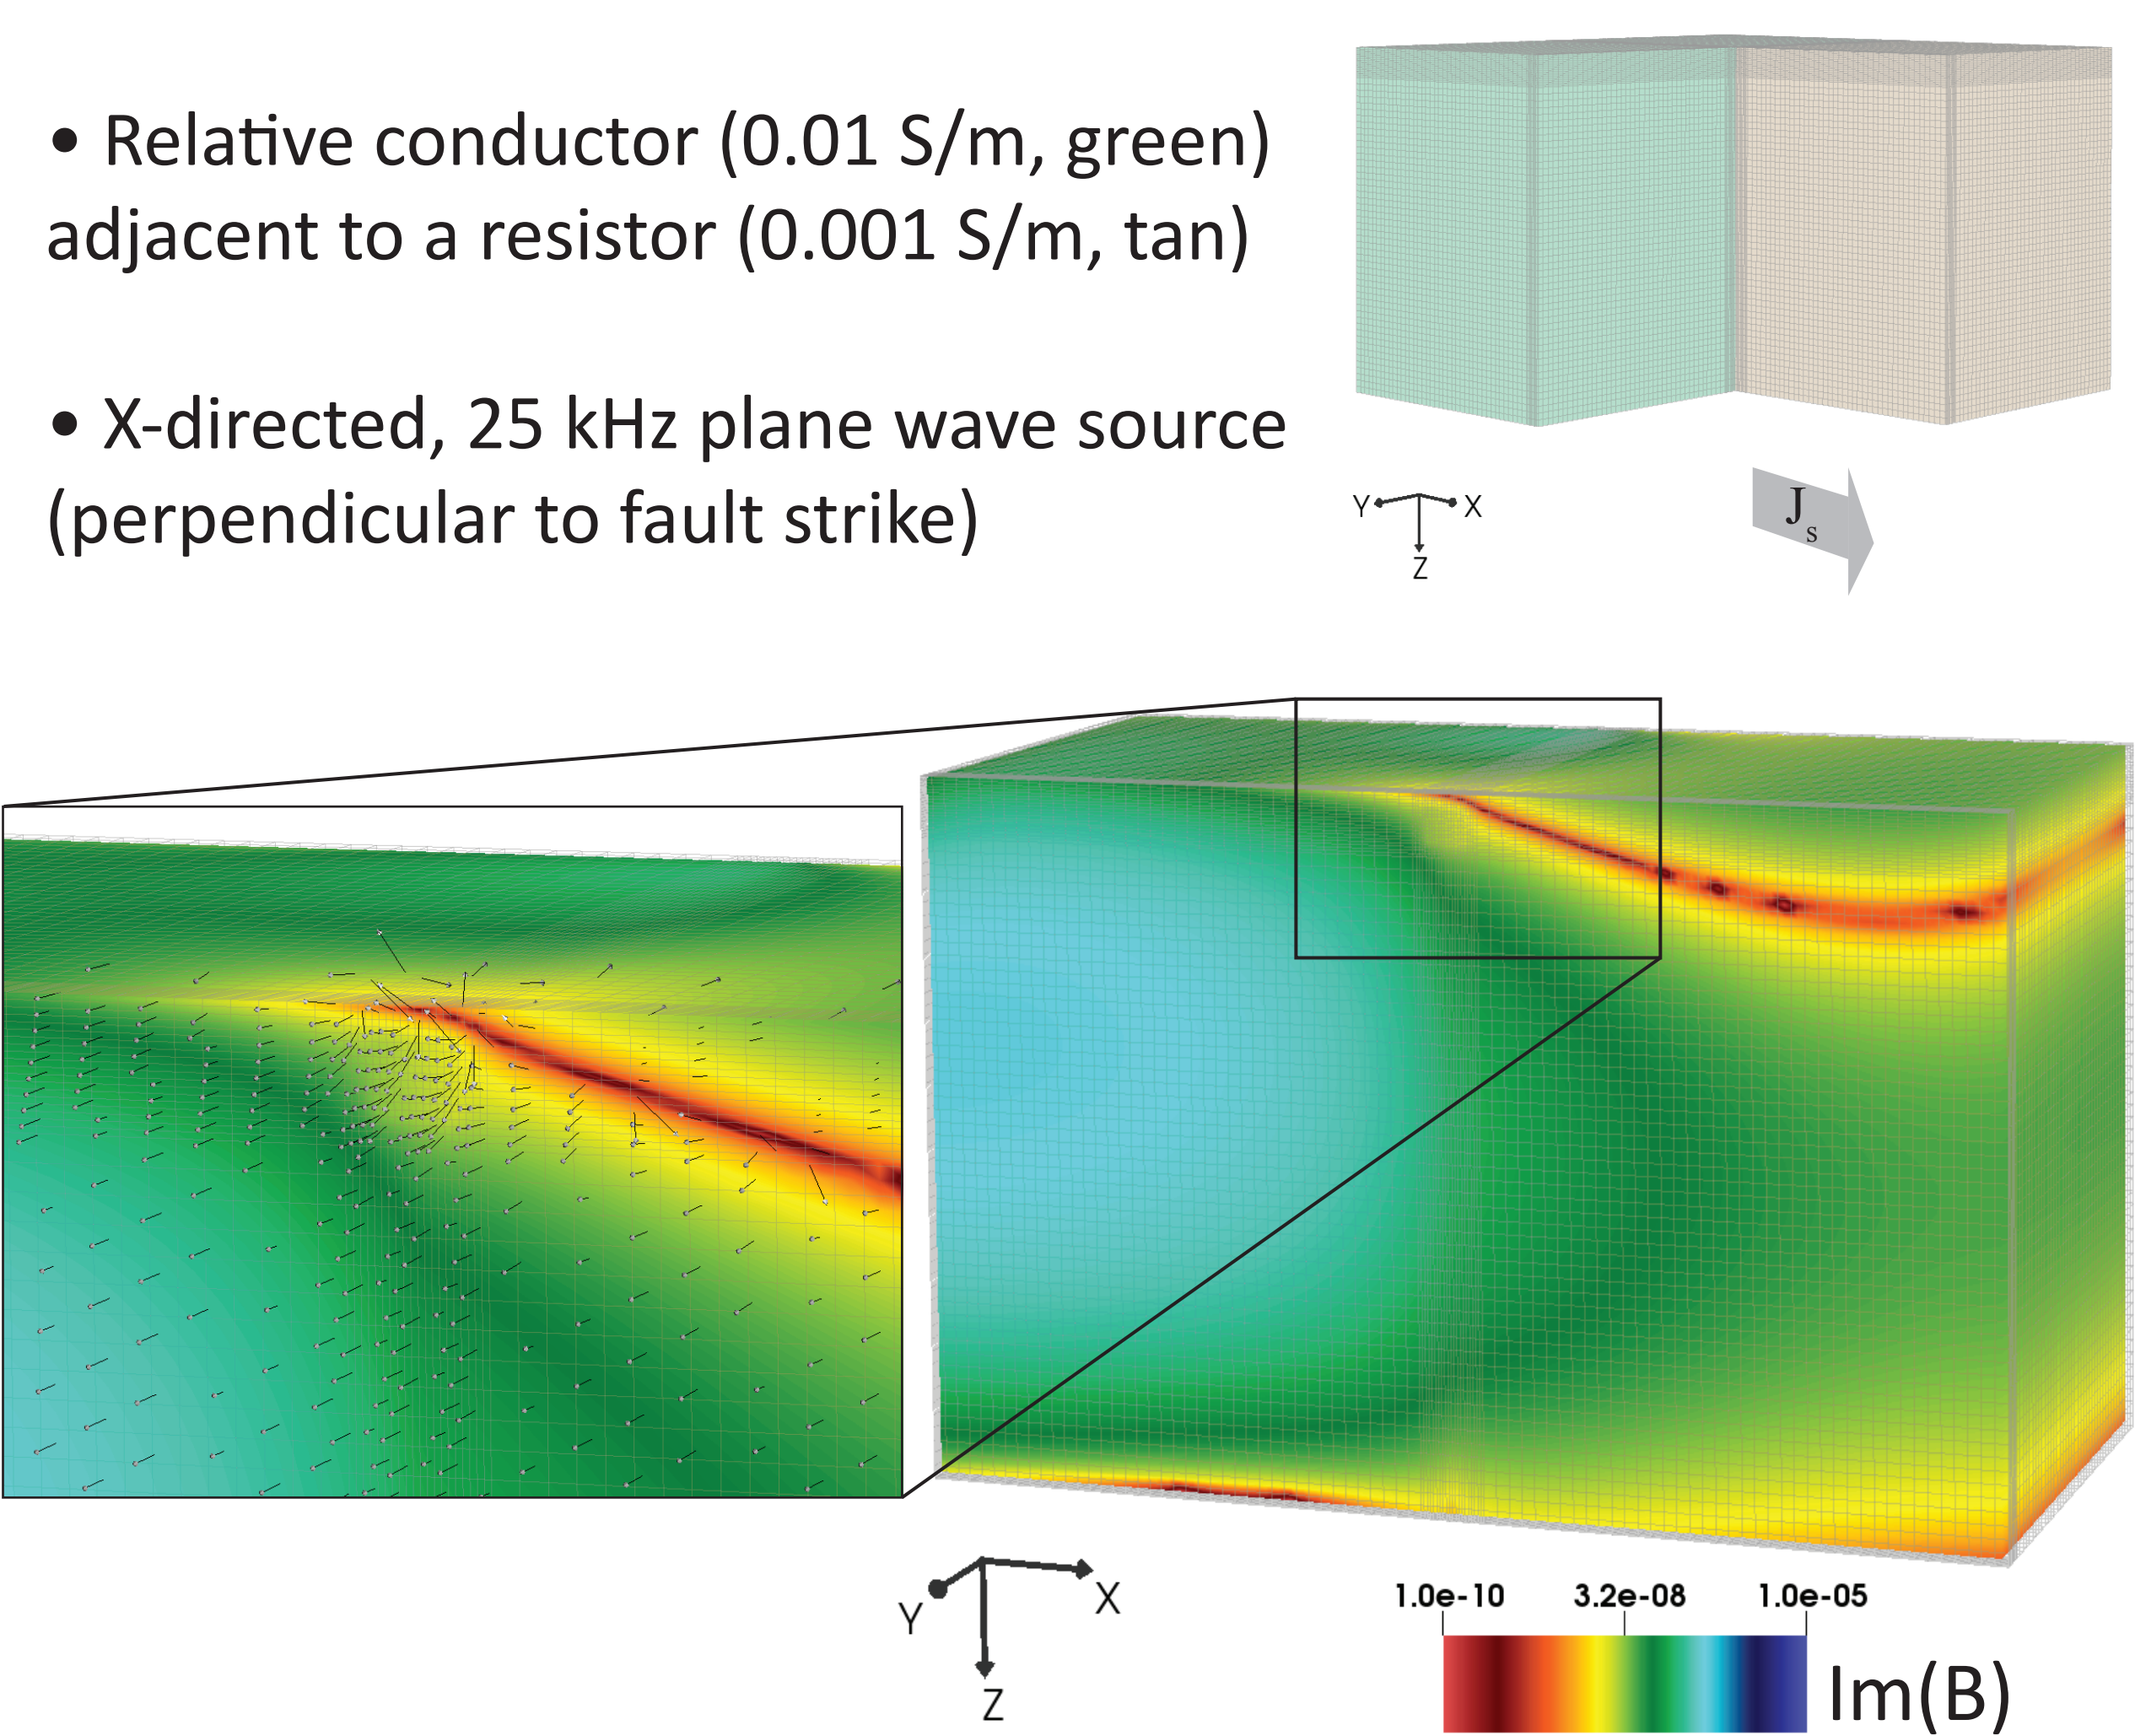 • Relative conductor (0.01 S/m, green)
adjacent to a resistor (0.001 S/m, tan)
• X-directed, 25 kHz plane wave source
(perpendicular to fault strike)
Y X
Z
Js
Y X
Z
1.0e-10 3.2e-08 1.0e-05
Im(B)